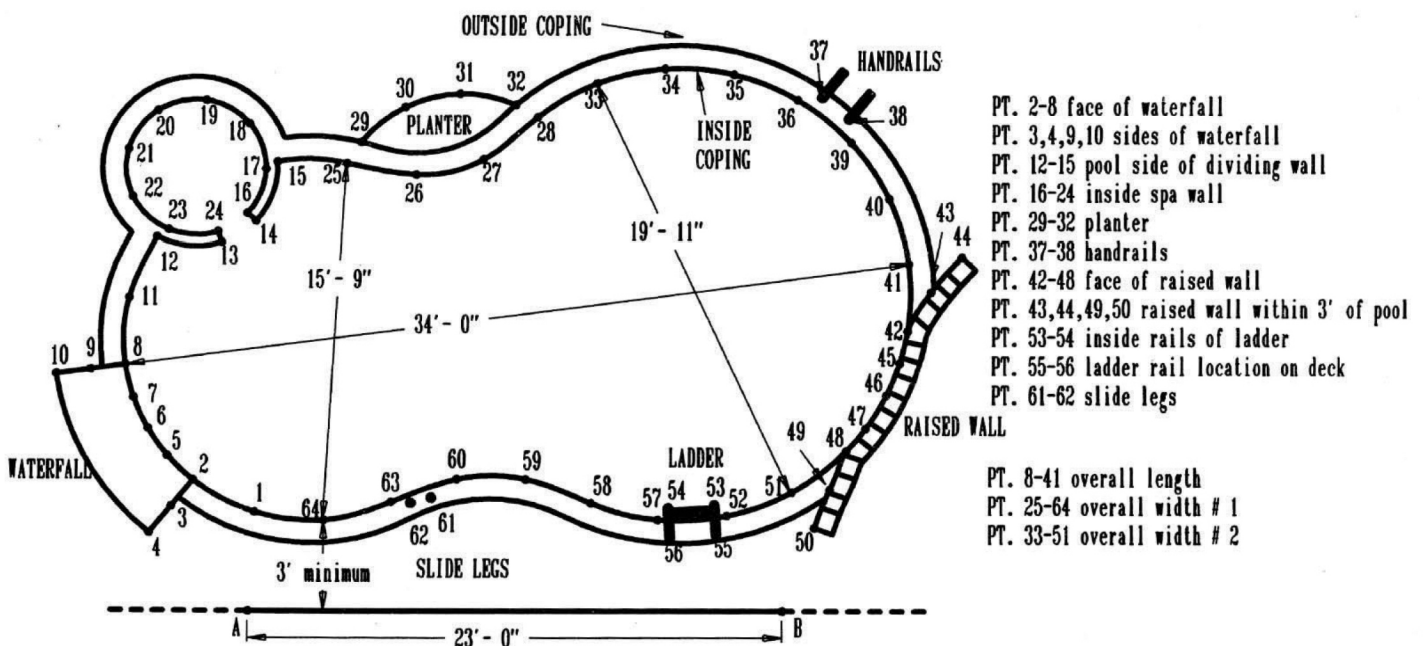 OUTSIDE COPING
37
HANDRAILS
38
30
31
32
29
PLANTER
33
34
35
36
28
INSIDE
COPING
39
40
20
19
18
21
17
15
25
26
27
22
16
23
24
14
12
13
11
43
44
41
42
45
46
47
48
49
RAISED WALL
15'- 9"
19'- 11"
34'- 0"
10
9
8
7
6
5
WATERFALL
2
3
4
1
64
63
60
59
58
57
LADDER
54
53
52
51
50
62
61
56
55
SLIDE LEGS
3' minimum
A
B
23'- 0"
PT. 2-8 face of waterfall
PT. 3,4,9,10 sides of waterfall
PT. 12-15 pool side of dividing wall
PT. 16-24 inside spa wall
PT. 29-32 planter
PT. 37-38 handrails
PT. 42-48 face of raised wall
PT. 43,44,49,50 raised wall within 3' of pool
PT. 53-54 inside rails of ladder
PT. 55-56 ladder rail location on deck
PT. 61-62 slide legs
PT. 8-41 overall length
PT. 25-64 overall width # 1
PT. 33-51 overall width # 2